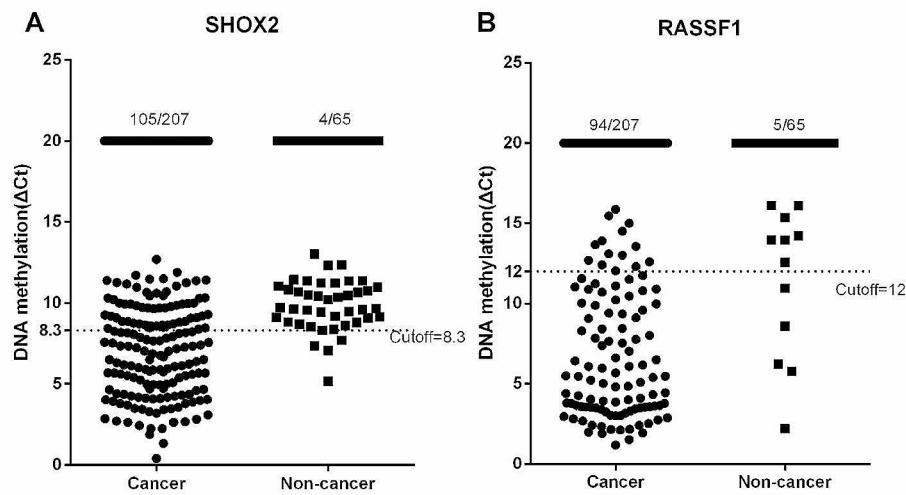 A
SHOX2
DNA methylation(ΔCt)
25
20
15
10
8.3
5
0
105/207
4/65
Cutoff=8.3
Cancer
Non-cancer
B
RASSF1
DNA methylation(ΔCt)
25
20
15
12
10
5
0
94/207
5/65
Cutoff=12
Cancer
Non-cancer